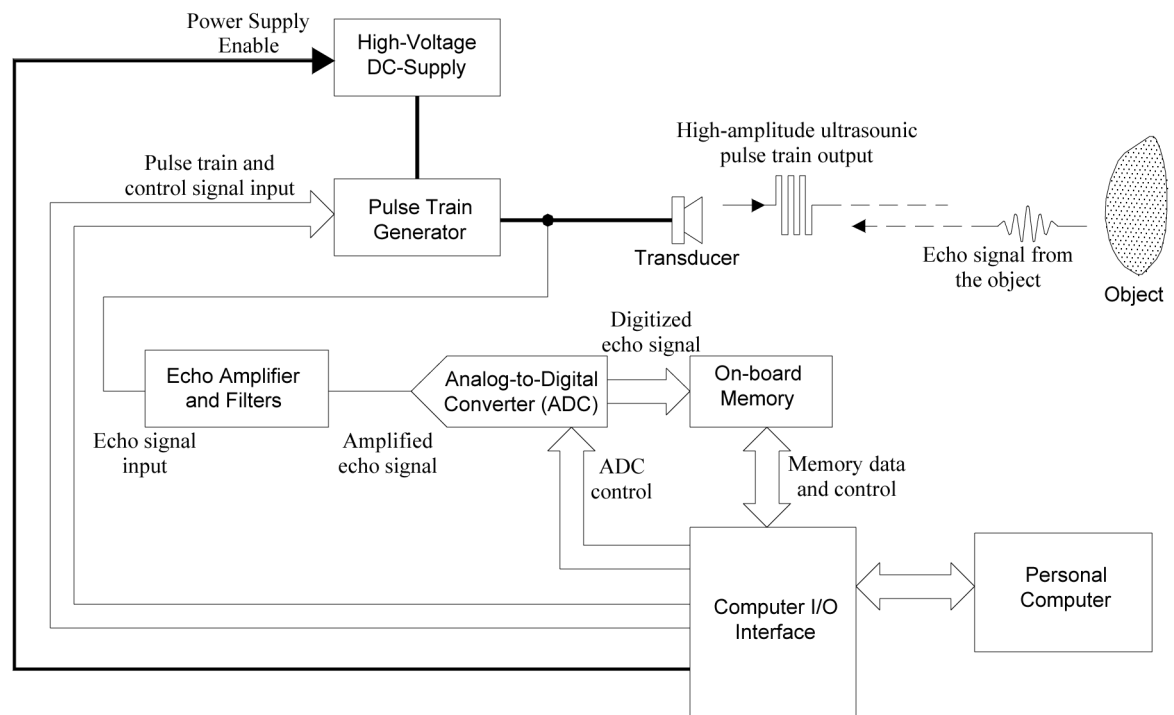 Power Supply
Enable
High-Voltage
DC-Supply
Pulse train and
control signal input
Pulse Train
Generator
High-amplitude ultrasounic
pulse train output
Transducer
Echo signal from
the object
Object
Digitized
echo signal
Echo Amplifier
and Filters
Analog-to-Digital
Converter (ADC)
On-board
Memory
Echo signal
input
Amplified
echo signal
ADC
control
Memory data
and control
Computer I/O
Interface
Personal
Computer